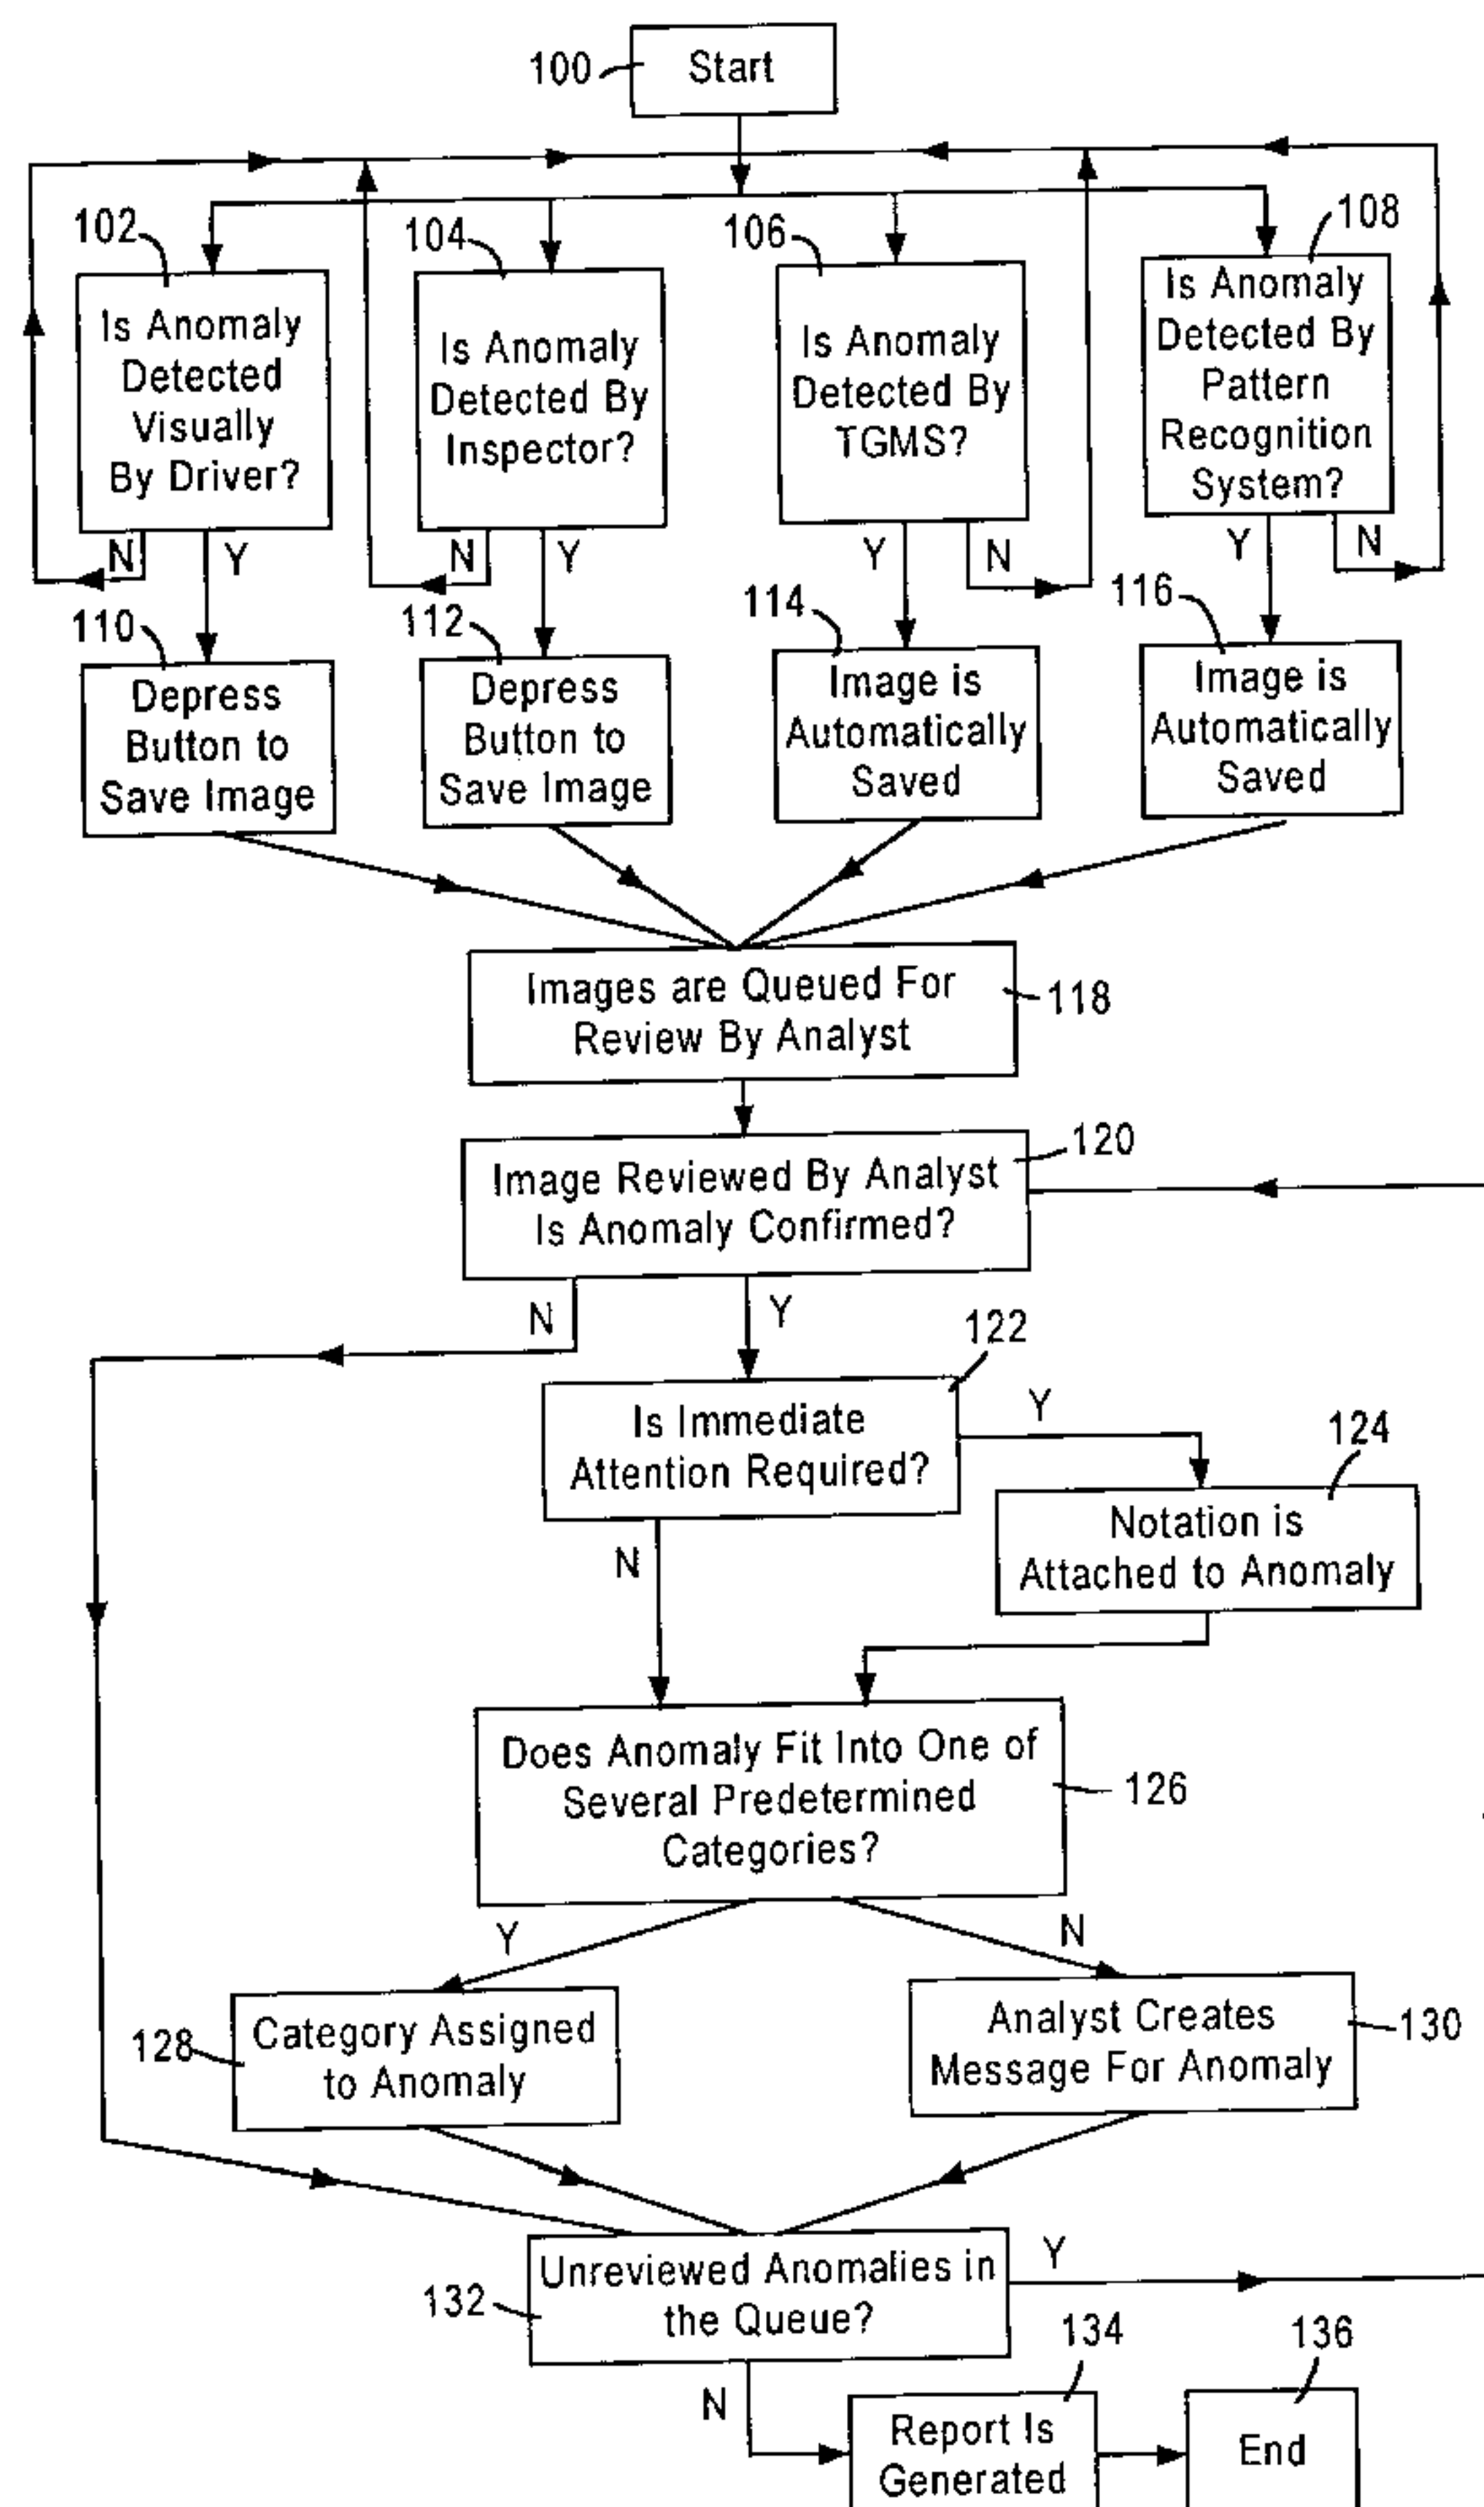 100
Start
102
104
106
108
Is Anomaly
Detected
Visually
By Driver?
Is Anomaly
Detected By
Inspector?
Is Anomaly
Detected By
TGMS?
Is Anomaly
Detected By
Pattern
Recognition
System?
N
Y
N
Y
Y
N
Y
N
110
112
114
116
Depress
Button to
Save Image
Depress
Button to
Save Image
Image is
Automatically
Saved
Image is
Automatically
Saved
Images are Queued For
Review By Analyst
118
120
Image Reviewed By Analyst
Is Anomaly Confirmed?
N
Y
122
Is Immediate
Attention Required?
Y
124
N
Notation is
Attached to Anomaly
Does Anomaly Fit Into One of
Several Predetermined
Categories?
126
Y
N
128
Category Assigned
to Anomaly
Analyst Creates
Message For Anomaly
130
132
Unreviewed Anomalies in
the Queue?
Y
N
134
136
Report Is
Generated
End